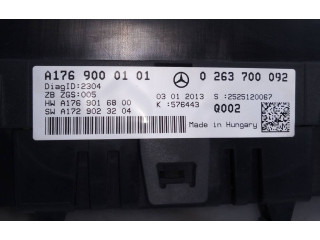 A176 900 01 01 0 263 700 092
DiagID:2304
ZB ZGS:005 03 01 2013 S :2525120067
HW A176 901 68 00 K :576443 Q002
SW A172 902 32 04
Made in Hungary